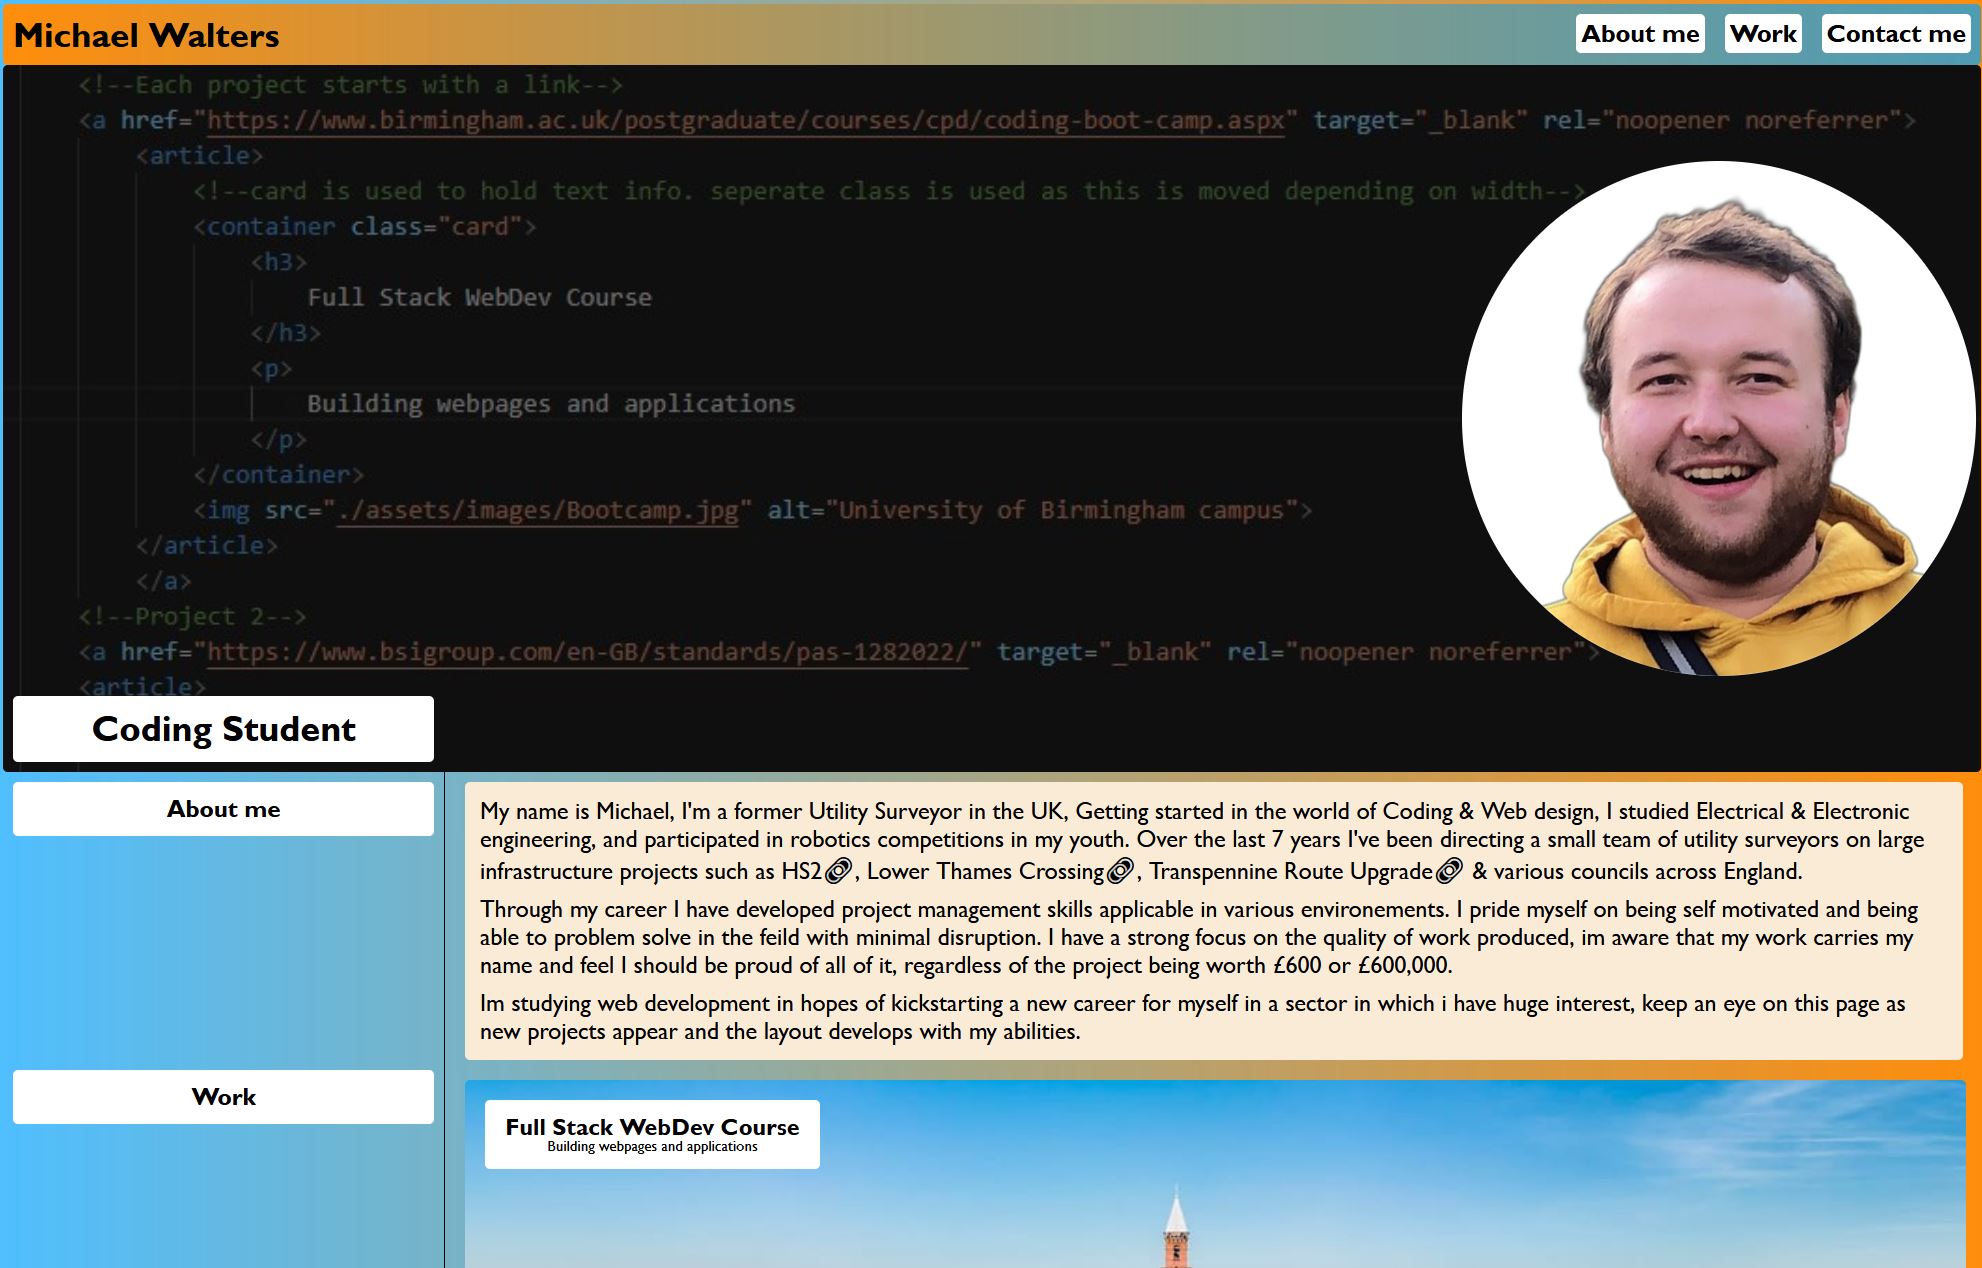 Michael Walters
About me
Work
Contact me
<!--Each project starts with a link-->
<a href="https://www.birmingham.ac.uk/postgraduate/courses/cpd/coding-boot-camp.aspx" target="_blank" rel="noopener noreferrer">
<article>
<!--card is used to hold text info. seperate class is used as this is moved depending on width-->
<container class="card">
<h3>
Full Stack WebDev Course
</h3>
<p>
Building webpages and applications
</p>
</container>
<img src="./assets/images/Bootcamp.jpg" alt="University of Birmingham campus">
</article>
</a>
<!--Project 2-->
<a href="https://www.bsigroup.com/en-GB/standards/pas-1282022/" target="_blank" rel="noopener noreferrer">
<article>
Coding Student
About me
My name is Michael, I'm a former Utility Surveyor in the UK, Getting started in the world of Coding & Web design, I studied Electrical & Electronic
engineering, and participated in robotics competitions in my youth. Over the last 7 years I've been directing a small team of utility surveyors on large
infrastructure projects such as HS2🔗, Lower Thames Crossing🔗, Transpennine Route Upgrade🔗 & various councils across England.
Through my career I have developed project management skills applicable in various environements. I pride myself on being self motivated and being
able to problem solve in the feild with minimal disruption. I have a strong focus on the quality of work produced, im aware that my work carries my
name and feel I should be proud of all of it, regardless of the project being worth £600 or £600,000.
Im studying web development in hopes of kickstarting a new career for myself in a sector in which i have huge interest, keep an eye on this page as
new projects appear and the layout develops with my abilities.
Work
Full Stack WebDev Course
Building webpages and applications